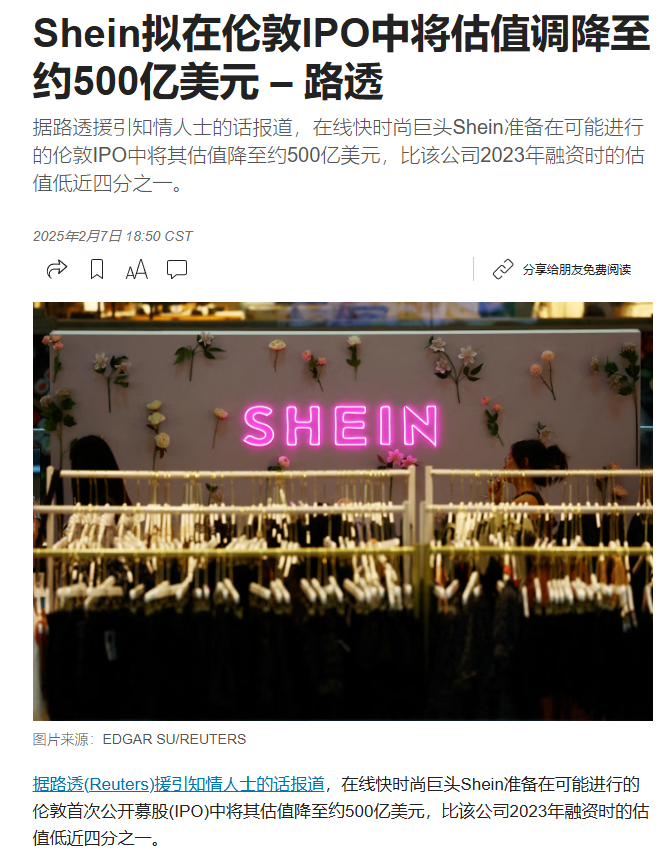 Shein拟在伦敦IPO中将估值调降至
约500亿美元 – 路透
据路透援引知情人士的话报道，在线快时尚巨头Shein准备在可能进行
的伦敦IPO中将其估值降至约500亿美元，比该公司2023年融资时的估
值低近四分之一。
2025年2月7日 18:50 CST
AA
分享给朋友免费阅读
SHEIN
图片来源：EDGAR SU/REUTERS
据路透(Reuters)援引知情人士的话报道，在线快时尚巨头Shein准备在可能进行的
伦敦首次公开募股(IPO)中将其估值降至约500亿美元，比该公司2023年融资时的估
值低近四分之一。